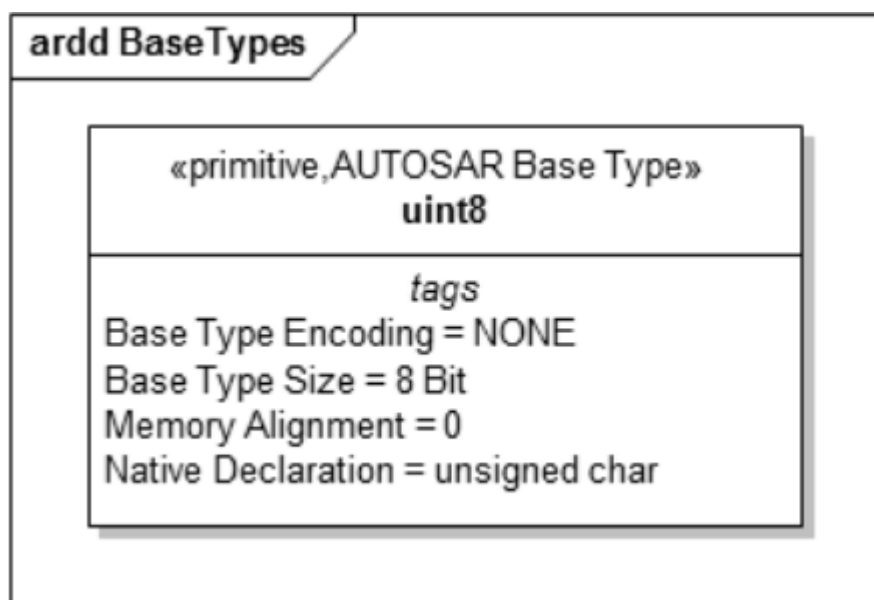 ardd BaseTypes
«primitive,AUTOSAR Base Type»
uint8
tags
Base Type Encoding = NONE
Base Type Size = 8 Bit
Memory Alignment = 0
Native Declaration = unsigned char